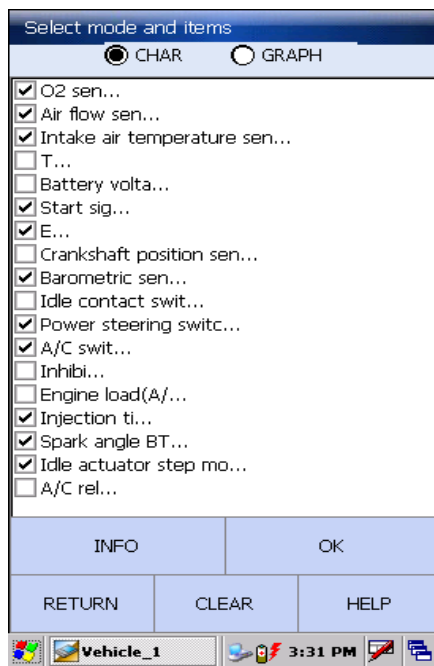 Select mode and items
CHAR GRAPH
O2 sen...
Air flow sen...
Intake air temperature sen...
T...
Battery volta...
Start sig...
E...
Crankshaft position sen...
Barometric sen...
Idle contact swit...
Power steering switc...
A/C swit...
Inhibi...
Engine load(A/...
Injection ti...
Spark angle BT...
Idle actuator step mo...
A/C rel...
INFO OK
RETURN CLEAR HELP
Vehicle_1 3:31 PM